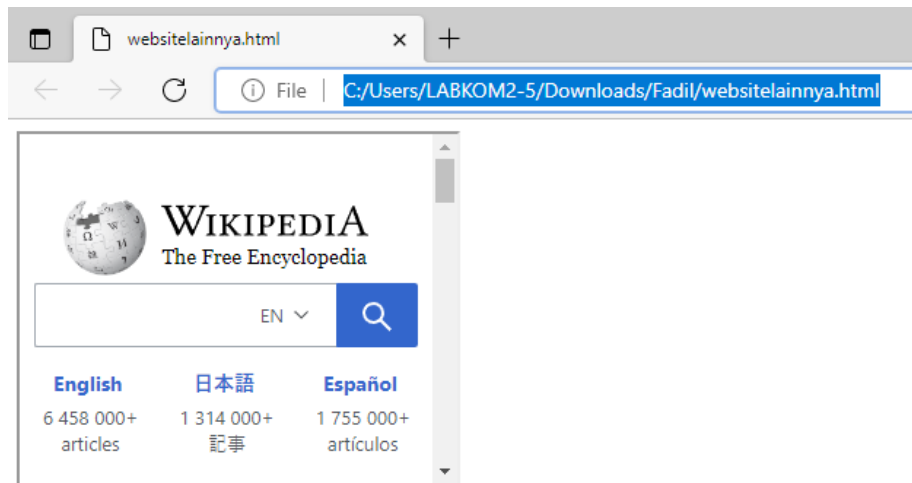 websitelainnya.html
File C:/Users/LABKOM2-5/Downloads/Fadil/websitelainnya.html
WIKIPEDIA
The Free Encyclopedia
EN
English 日本語 Español
6 458 000+ 1 314 000+ 1 755 000+
articles 記事 artículos